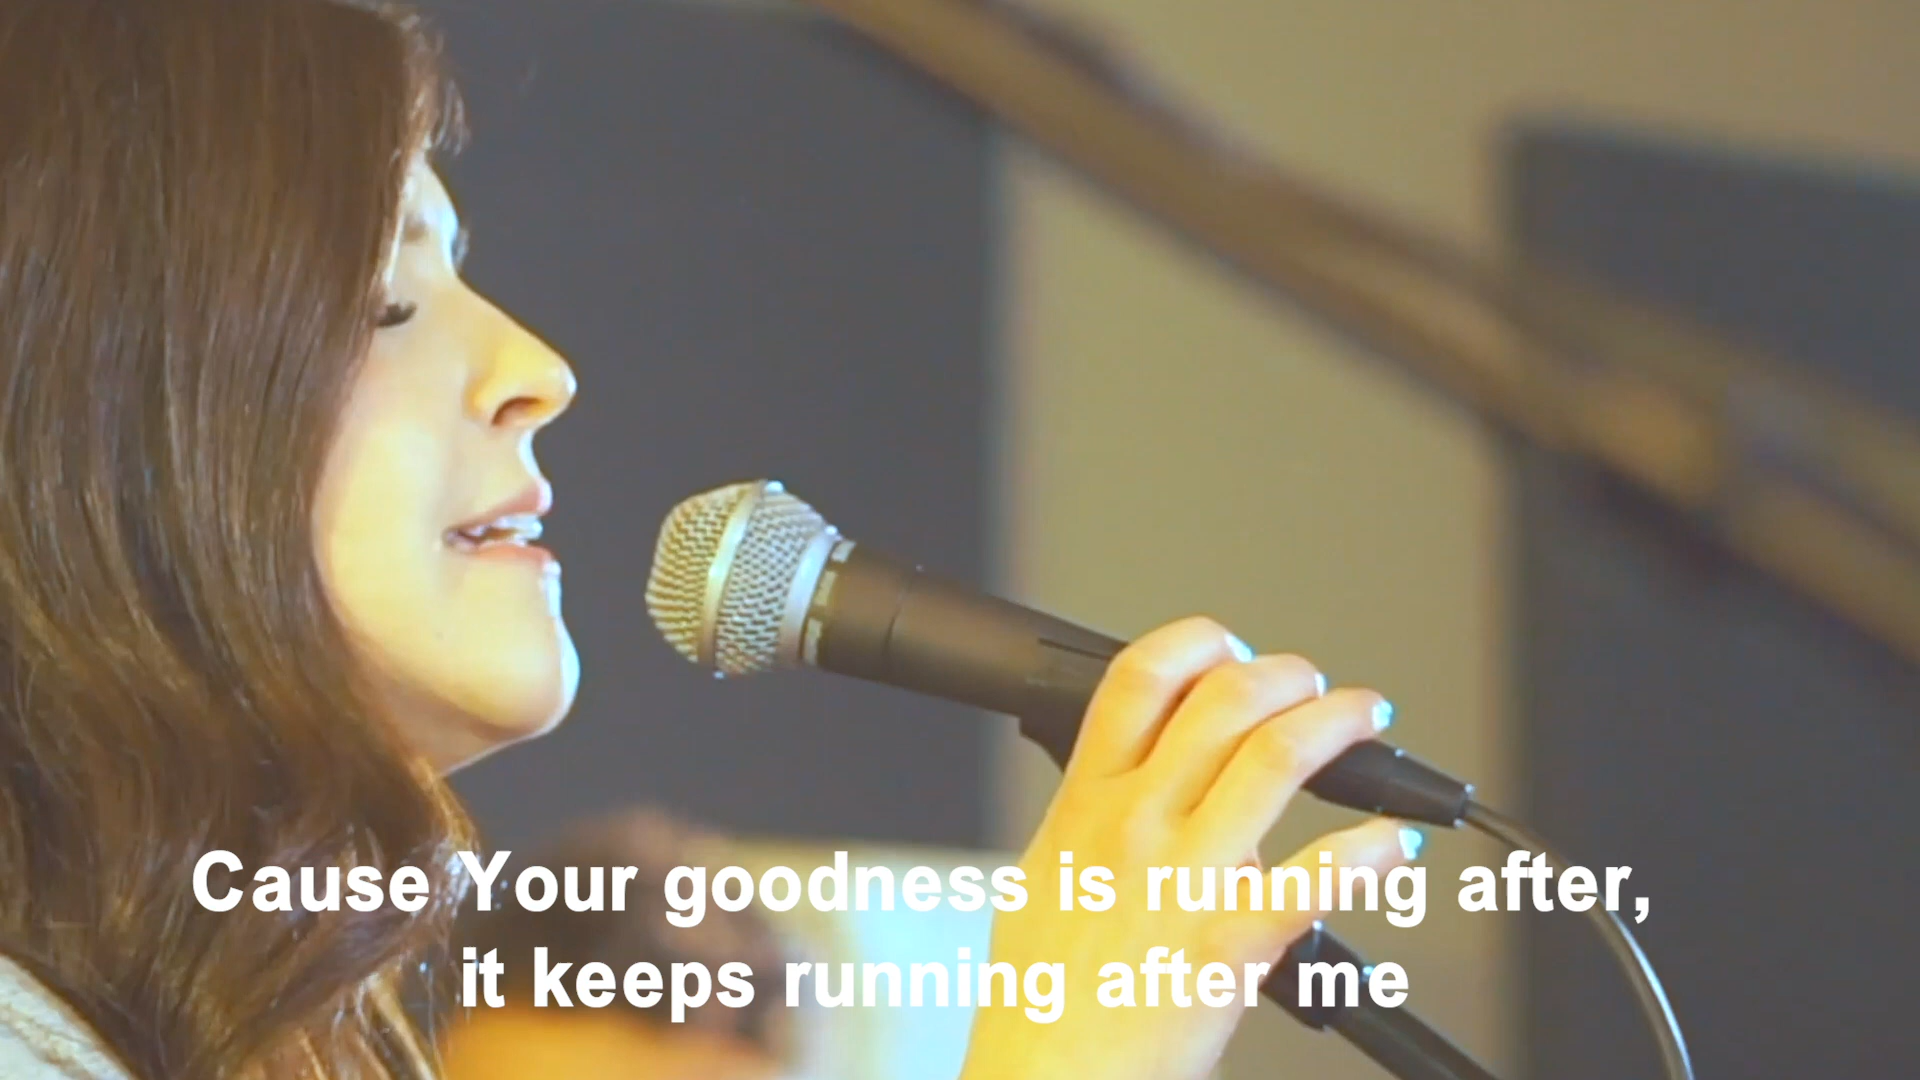 Cause Your goodness is running after,
it keeps running after me